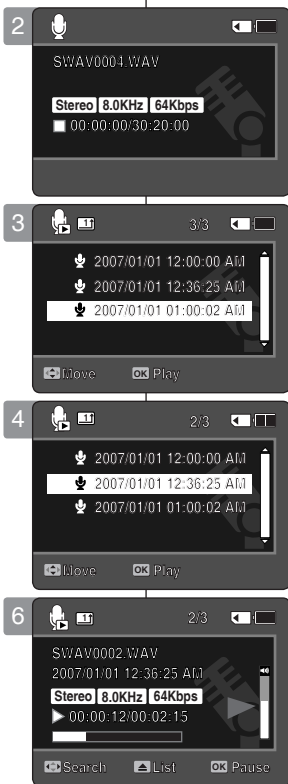 2
SWAV0004.WAV
Stereo 8.0KHz 64Kbps
00:00:00/30:20:00
3
3/3
2007/01/01 12:00:00 AM
2007/01/01 12:36:25 AM
2007/01/01 01:00:02 AM
Move OK Play
4
2/3
2007/01/01 12:00:00 AM
2007/01/01 12:36:25 AM
2007/01/01 01:00:02 AM
Move OK Play
6
2/3
SWAV0002.WAV
2007/01/01 12:36:25 AM
Stereo 8.0KHz 64Kbps
00:00:12/00:02:15
Search List OK Pause